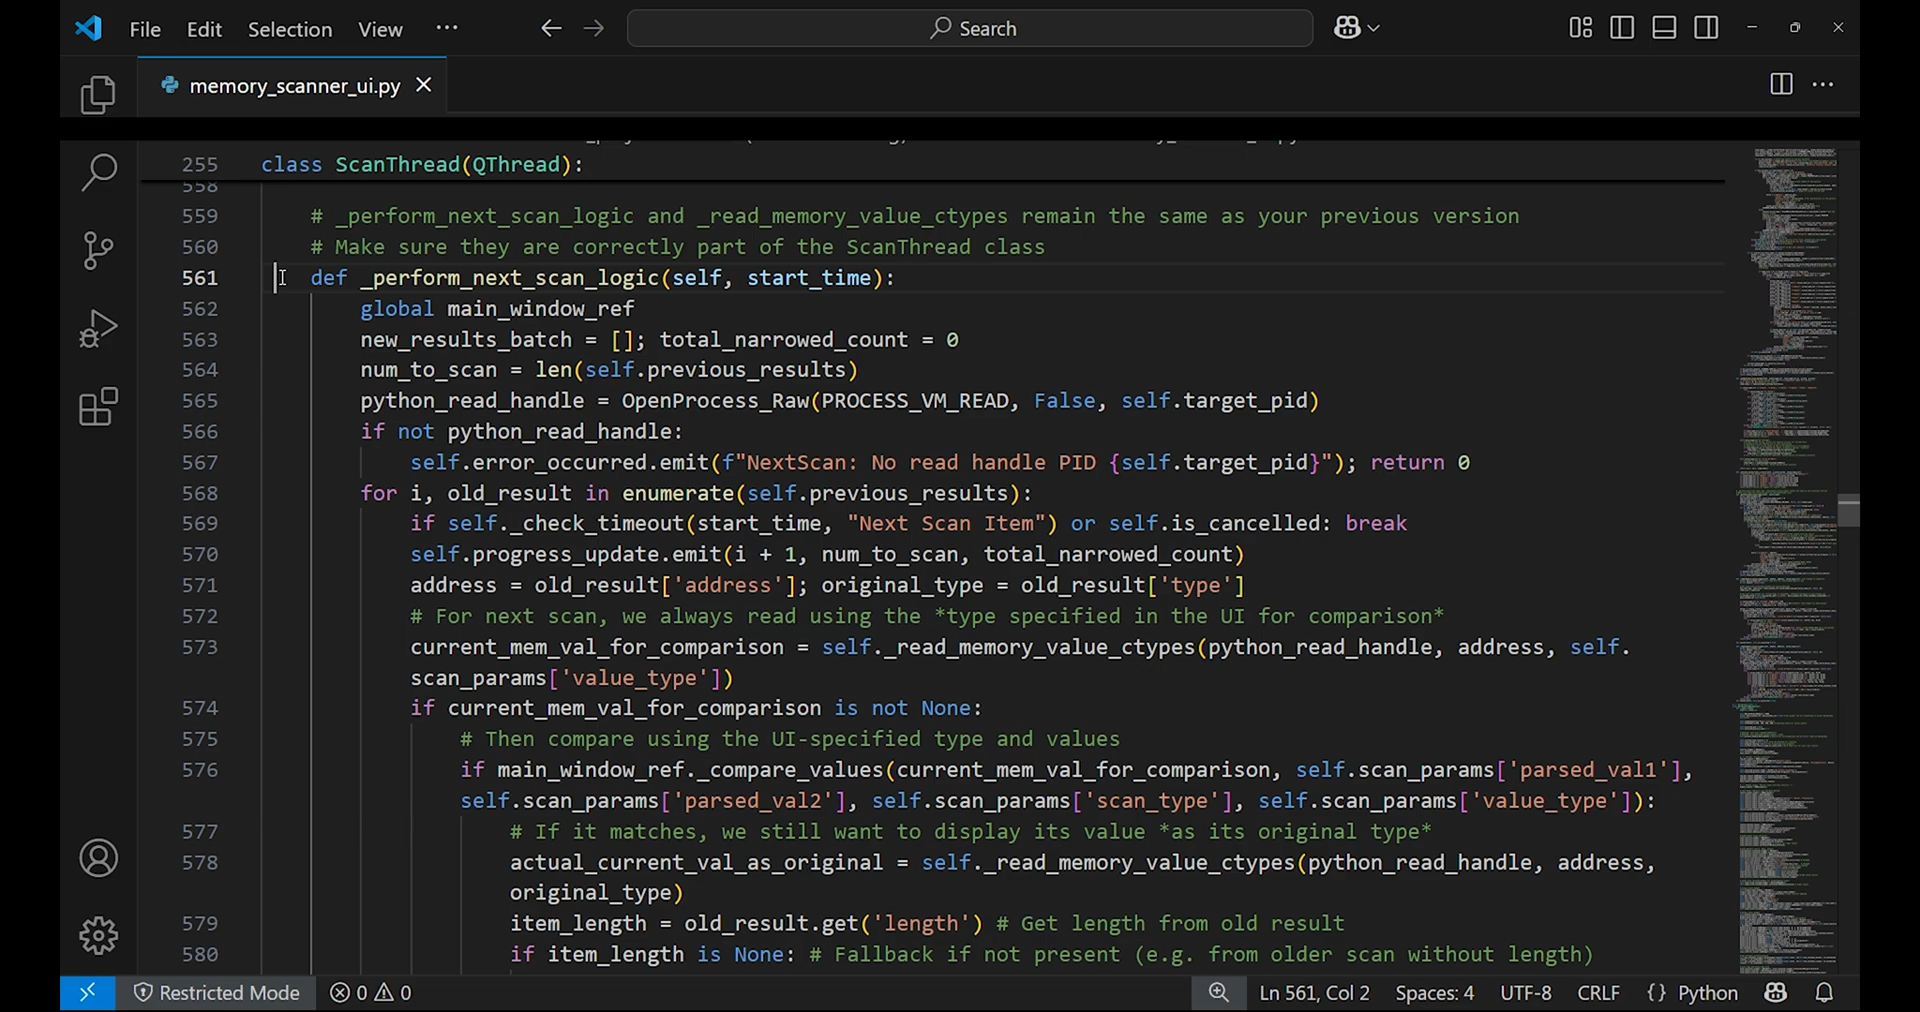 File Edit Selection View ··· Search
memory_scanner_ui.py
255 class ScanThread(QThread):
558
559 # _perform_next_scan_logic and _read_memory_value_ctypes remain the same as your previous version
560 # Make sure they are correctly part of the ScanThread class
561 def _perform_next_scan_logic(self, start_time):
562 global main_window_ref
563 new_results_batch = []; total_narrowed_count = 0
564 num_to_scan = len(self.previous_results)
565 python_read_handle = OpenProcess_Raw(PROCESS_VM_READ, False, self.target_pid)
566 if not python_read_handle:
567 self.error_occurred.emit(f"NextScan: No read handle PID {self.target_pid}"); return 0
568 for i, old_result in enumerate(self.previous_results):
569 if self._check_timeout(start_time, "Next Scan Item") or self.is_cancelled: break
570 self.progress_update.emit(i + 1, num_to_scan, total_narrowed_count)
571 address = old_result['address']; original_type = old_result['type']
572 # For next scan, we always read using the *type specified in the UI for comparison*
573 current_mem_val_for_comparison = self._read_memory_value_ctypes(python_read_handle, address, self.
scan_params['value_type'])
574 if current_mem_val_for_comparison is not None:
575 # Then compare using the UI-specified type and values
576 if main_window_ref._compare_values(current_mem_val_for_comparison, self.scan_params['parsed_val1'],
self.scan_params['parsed_val2'], self.scan_params['scan_type'], self.scan_params['value_type']):
577 # If it matches, we still want to display its value *as its original type*
578 actual_current_val_as_original = self._read_memory_value_ctypes(python_read_handle, address,
original_type)
579 item_length = old_result.get('length') # Get length from old result
580 if item_length is None: # Fallback if not present (e.g. from older scan without length)
Restricted Mode 0 0 Ln 561, Col 2 Spaces: 4 UTF-8 CRLF {} Python